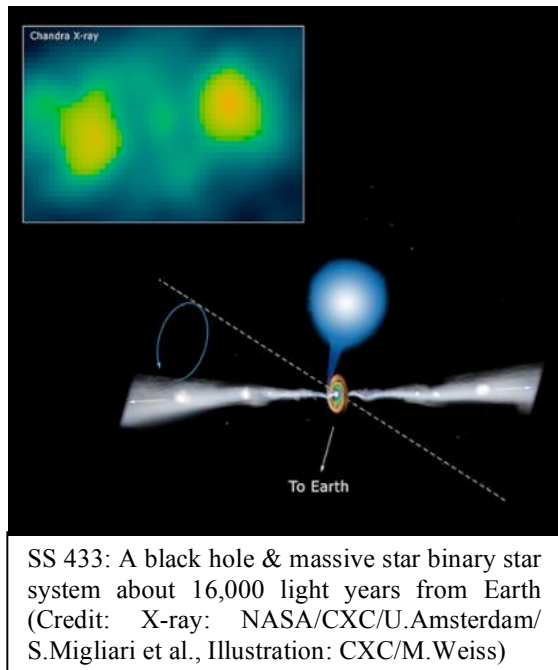 Chandra X-ray
To Earth
SS 433: A black hole & massive star binary star
system about 16,000 light years from Earth
(Credit: X-ray: NASA/CXC/U.Amsterdam/
S.Migliari et al., Illustration: CXC/M.Weiss)